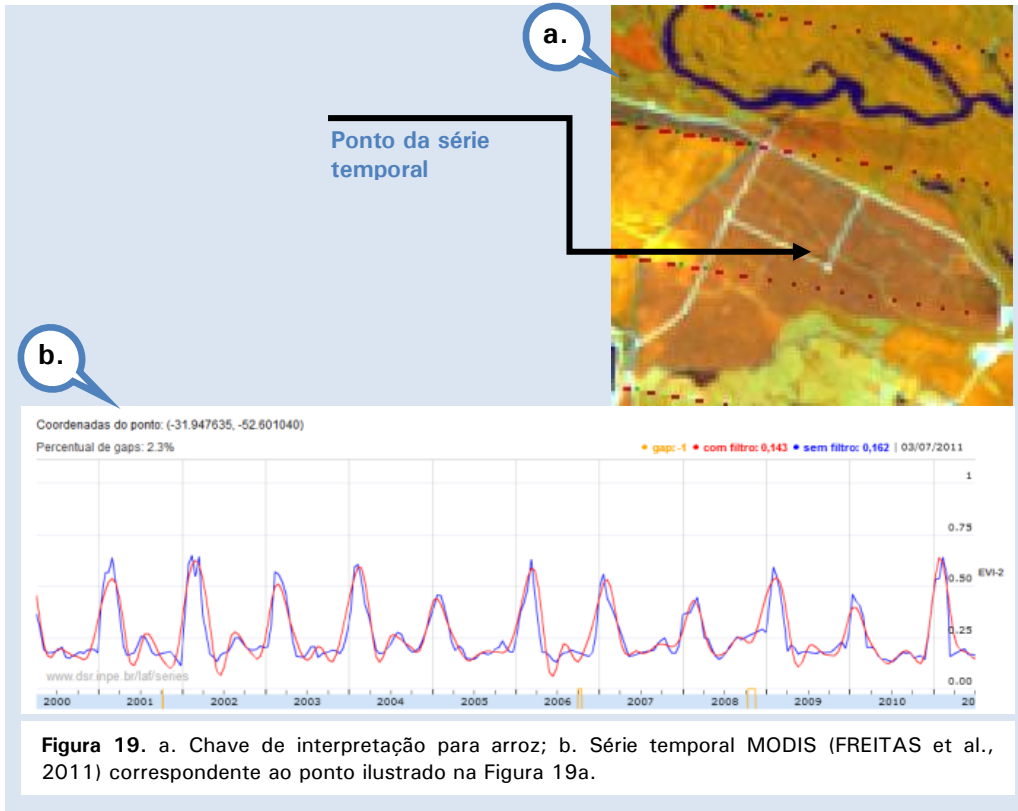 a.
Ponto da série
temporal
b.
Coordenadas do ponto: (-31.947635, -52.601040)
Percentual de gaps: 2.3%
• gap: -1 • com filtro: 0,143 • sem filtro: 0,162 | 03/07/2011
1
0.75
0.50 EVI-2
0.25
0.00
www.dsr.inpe.br/laf/series
2000 2001 2002 2003 2004 2005 2006 2007 2008 2009 2010 20
Figura 19. a. Chave de interpretação para arroz; b. Série temporal MODIS (FREITAS et al.,
2011) correspondente ao ponto ilustrado na Figura 19a.